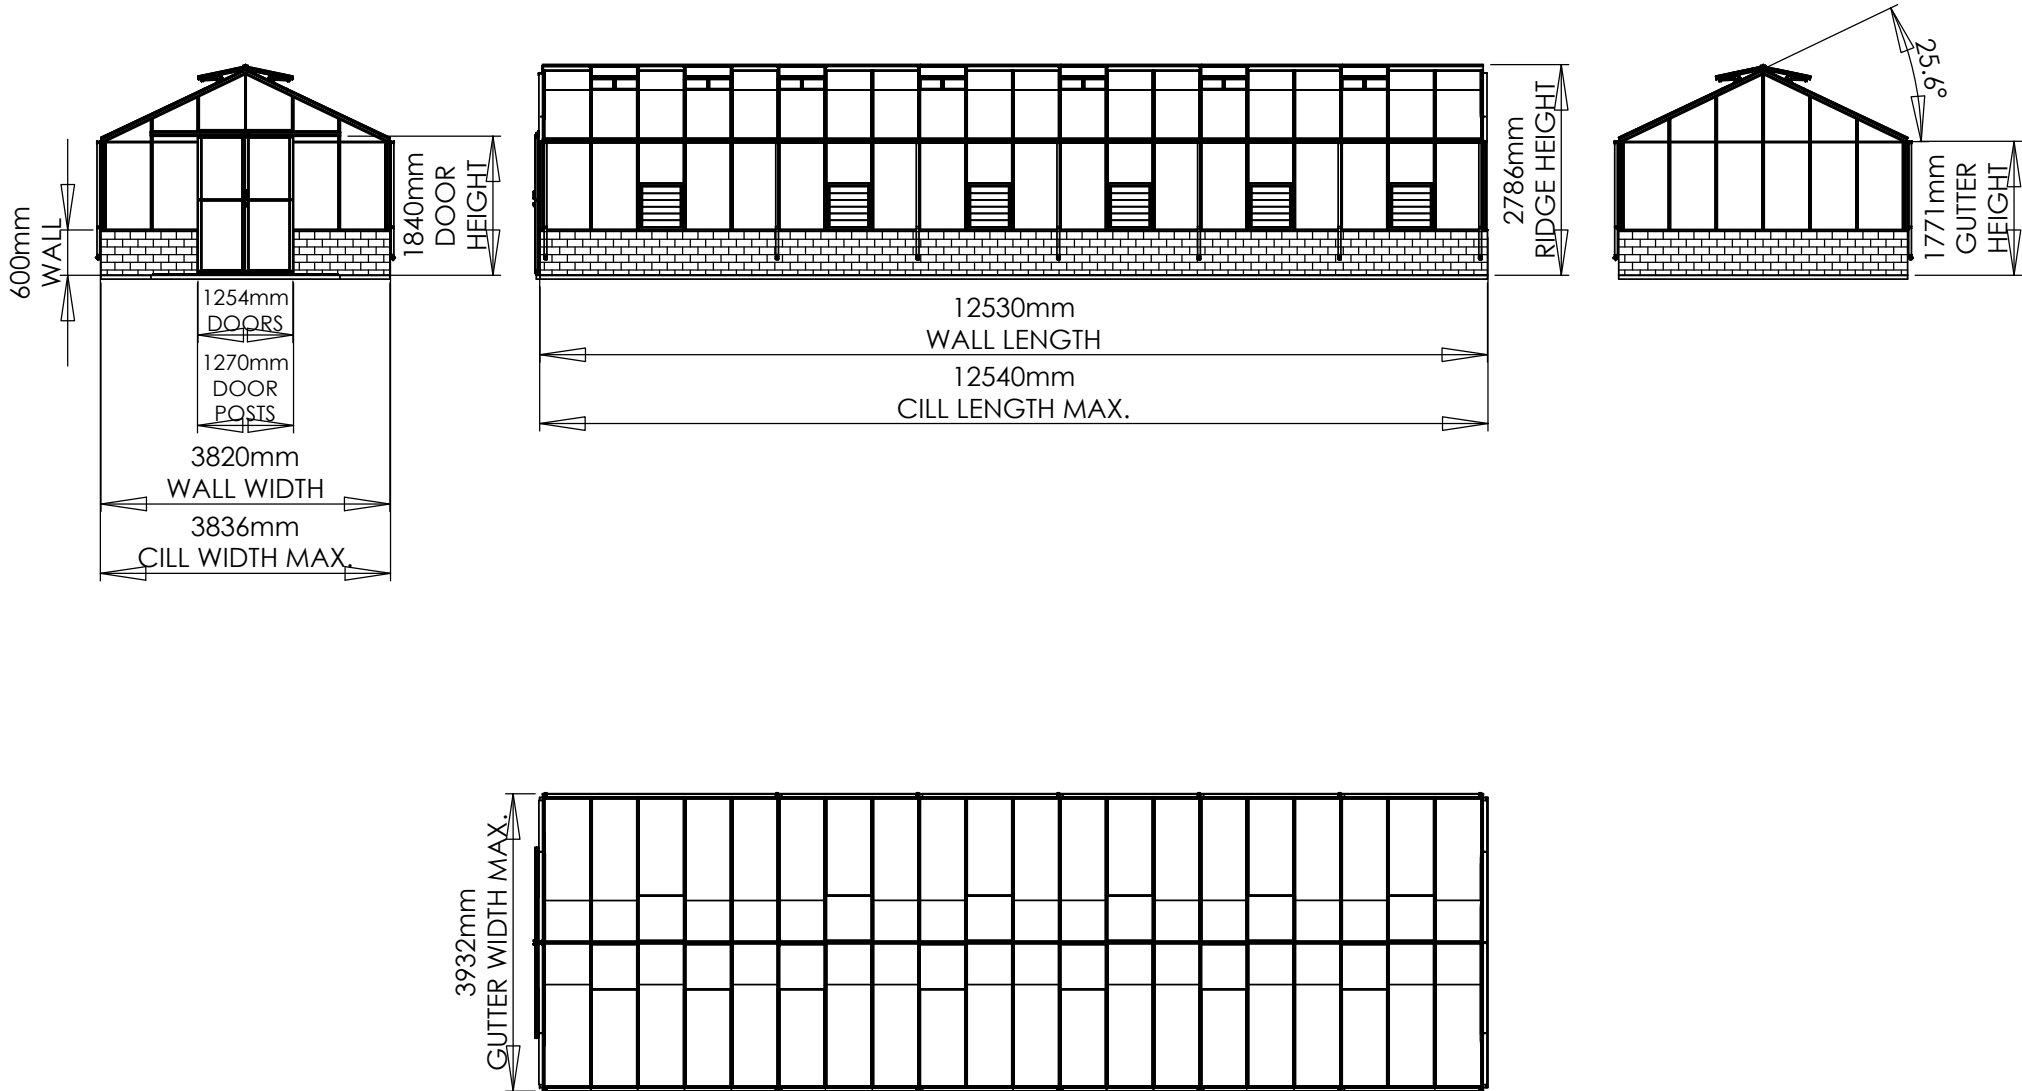 600mm
WALL
1840mm
DOOR
HEIGHT
1254mm
DOORS
1270mm
DOOR
POSTS
3820mm
WALL WIDTH
3836mm
CILL WIDTH MAX.
12530mm
WALL LENGTH
12540mm
CILL LENGTH MAX.
2786mm
RIDGE HEIGHT
25.6°
1771mm
GUTTER
HEIGHT
3932mm
GUTTER WIDTH MAX.